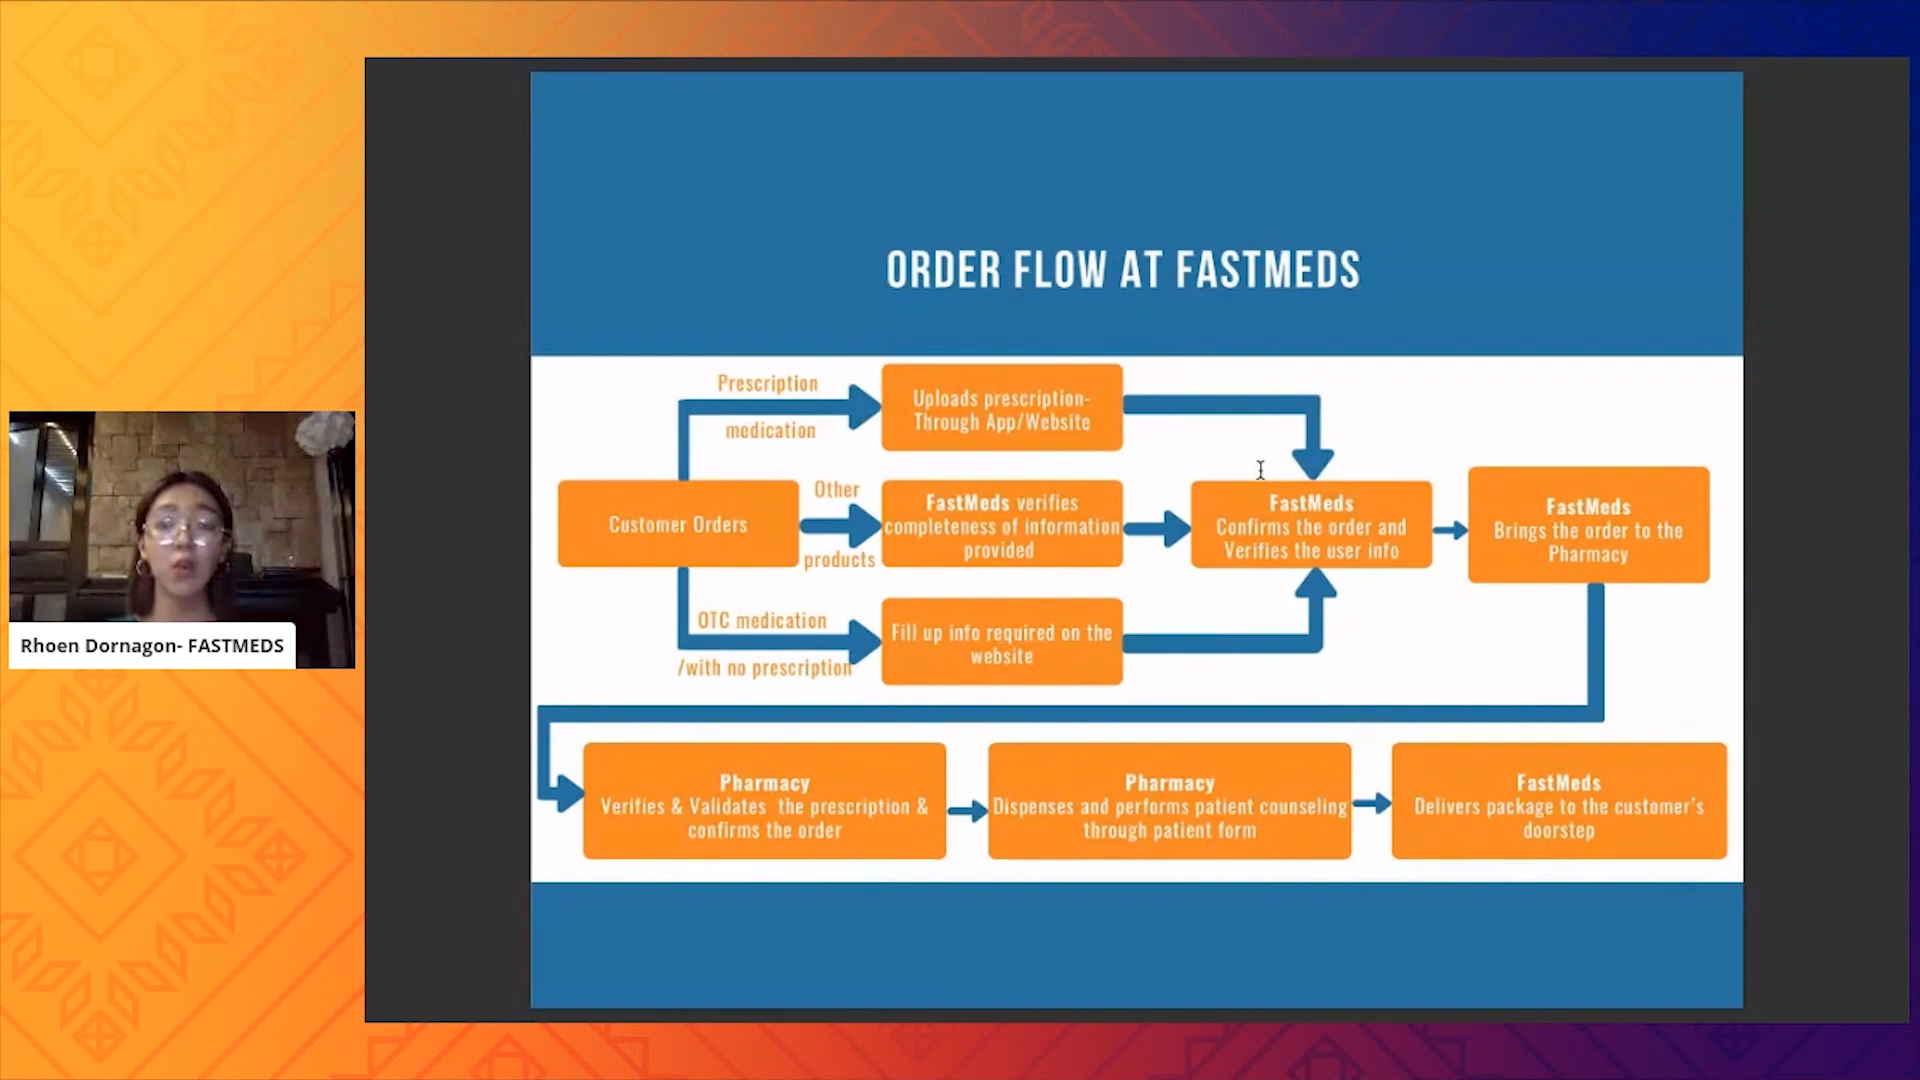 ORDER FLOW AT FASTMEDS
Prescription
medication
Uploads prescription-
Through App/Website
Customer Orders
Other
products
FastMeds verifies
completeness of information
provided
FastMeds
Confirms the order and
Verifies the user info
FastMeds
Brings the order to the
Pharmacy
OTC medication
/with no prescription
Fill up info required on the
website
Pharmacy
Verifies & Validates the prescription &
confirms the order
Pharmacy
Dispenses and performs patient counseling
through patient form
FastMeds
Delivers package to the customer's
doorstep
Rhoen Dornagon- FASTMEDS